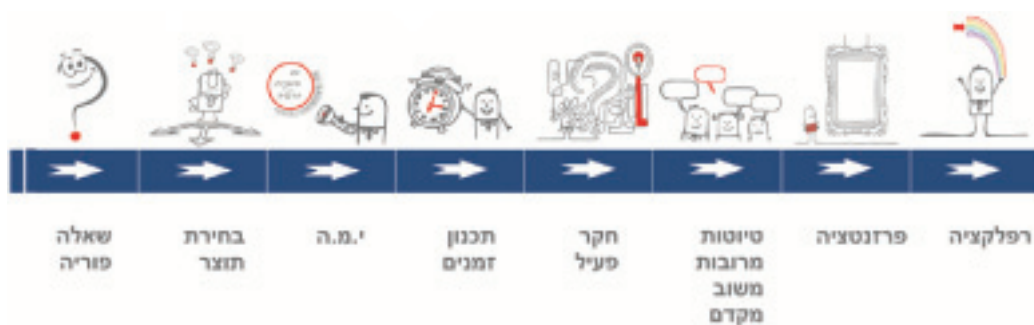 שאלה
פוריה
בחירת
תוצר
י.מ.ה
תכנון
זמנים
חקר
פעיל
טיוטות
מרובות
משוב
מקדם
פרזנטציה
רפלקציה